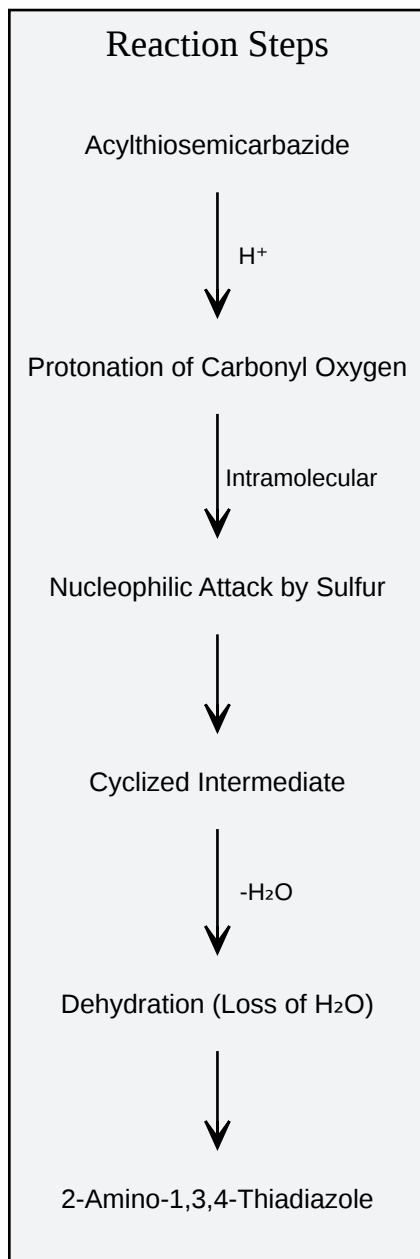 Reaction Steps
Acylthiosemicarbazide
H⁺
Protonation of Carbonyl Oxygen
Intramolecular
Nucleophilic Attack by Sulfur
Cyclized Intermediate
-H₂O
Dehydration (Loss of H₂O)
2-Amino-1,3,4-Thiadiazole